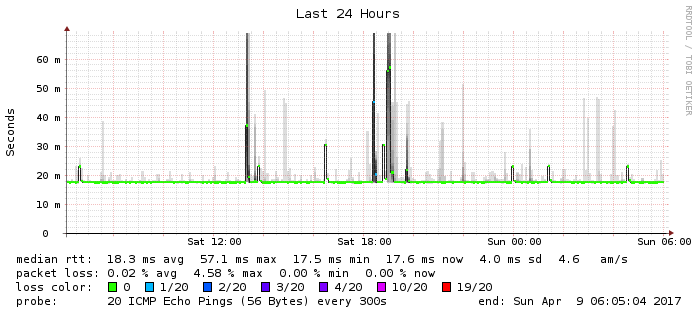 Last 24 Hours
RRDTOOL / TOBI OETIKER
Seconds
60 m
50 m
40 m
30 m
20 m
10 m
0
Sat 12:00 Sat 18:00 Sun 00:00 Sun 06:00
median rtt: 18.3 ms avg 57.1 ms max 17.5 ms min 17.6 ms now 4.0 ms sd 4.6 am/s
packet loss: 0.02 % avg 4.58 % max 0.00 % min 0.00 % now
loss color: 0 1/20 2/20 3/20 4/20 10/20 19/20
probe: 20 ICMP Echo Pings (56 Bytes) every 300s end: Sun Apr 9 06:05:04 2017